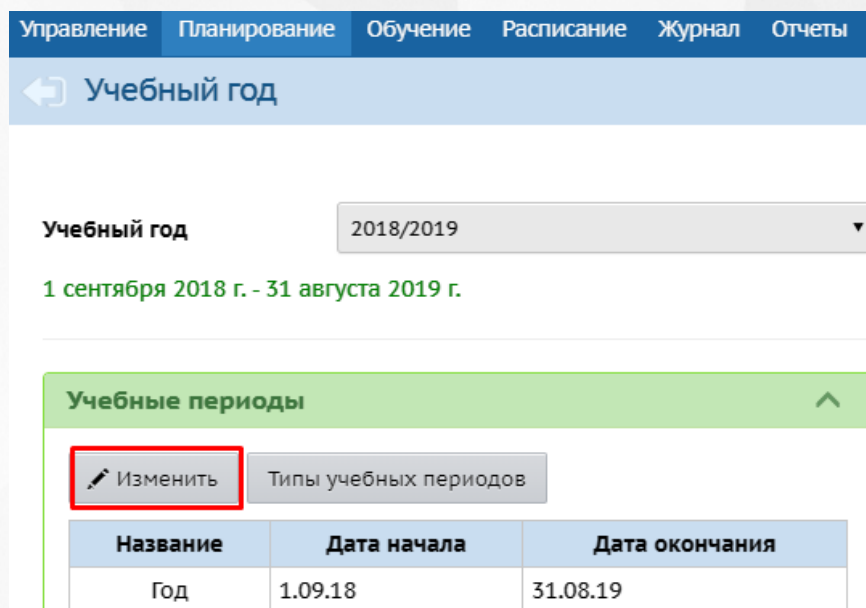 Управление Планирование Обучение Расписание Журнал Отчеты
Учебный год
Учебный год 2018/2019
1 сентября 2018 г. - 31 августа 2019 г.
Учебные периоды
Изменить Типы учебных периодов
Название Дата начала Дата окончания
Год 1.09.18 31.08.19